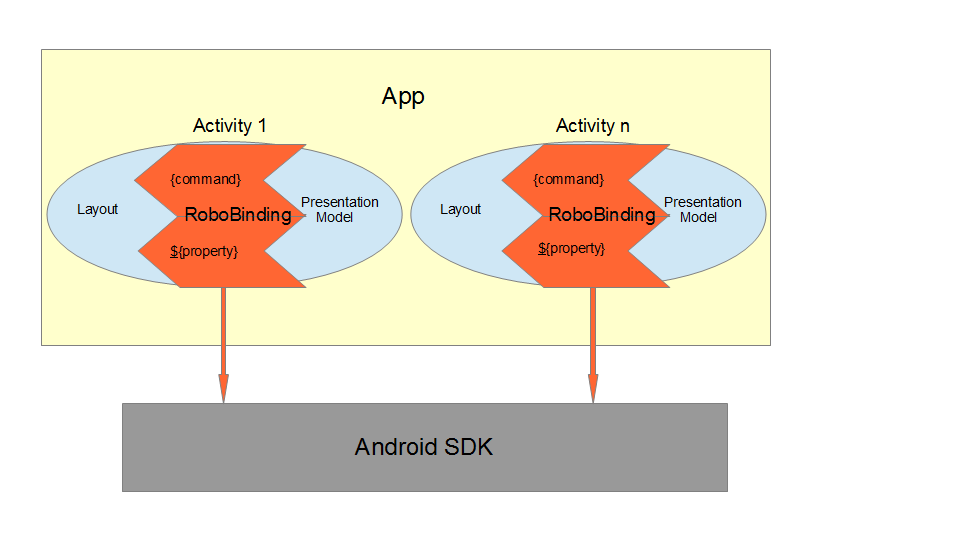 App
Activity 1
Activity n
{command}
Layout
RoboBinding
Presentation
Model
${property}
{command}
Layout
RoboBinding
Presentation
Model
${property}
Android SDK